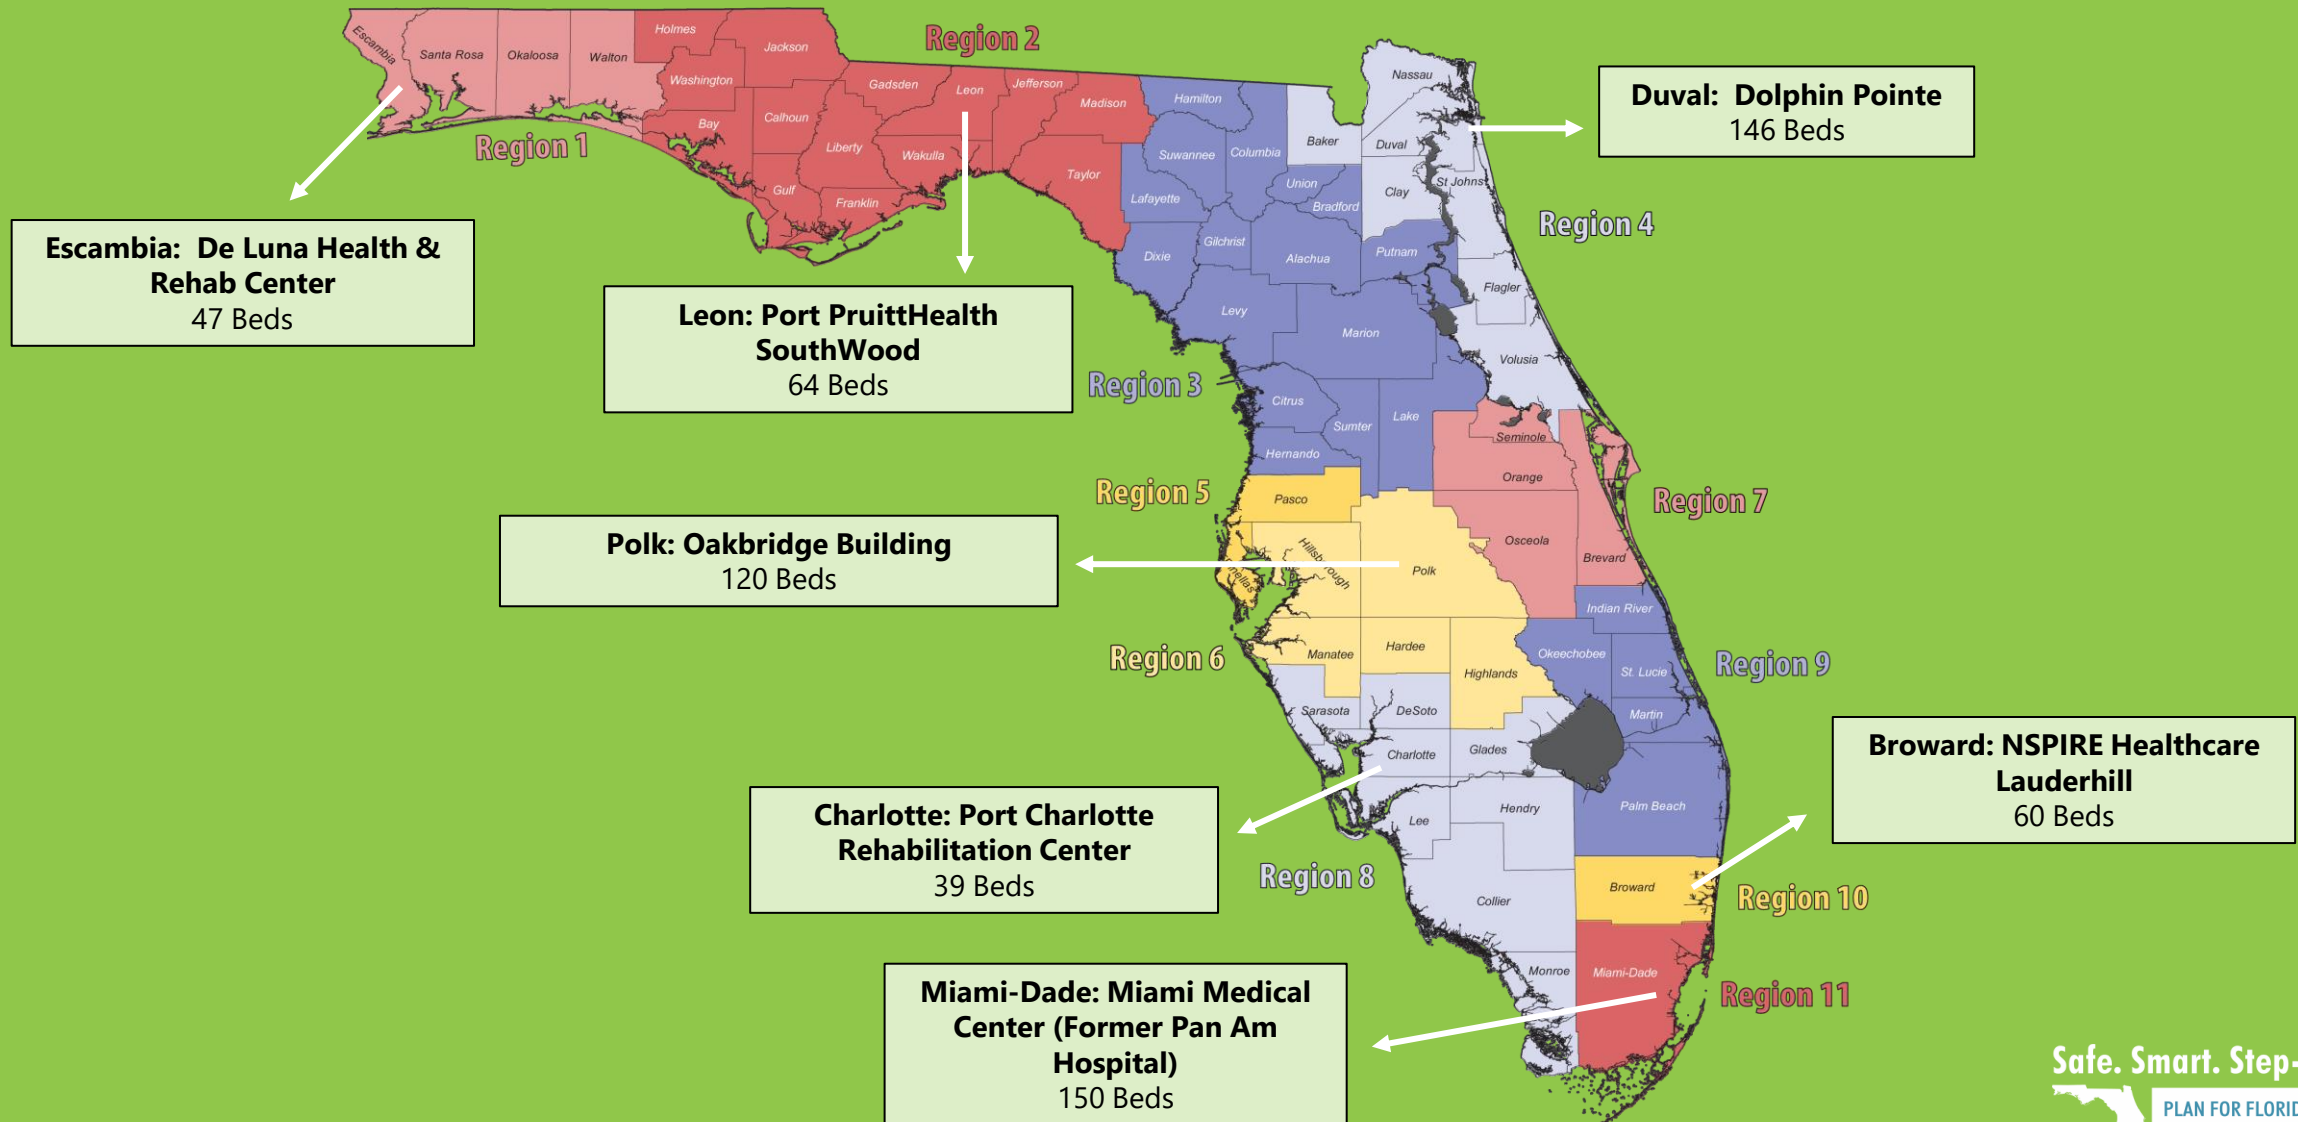 Escambia
Santa Rosa
Okaloosa
Walton
Holmes
Jackson
Washington
Bay
Calhoun
Gulf
Liberty
Franklin
Gadsden
Leon
Wakulla
Jefferson
Madison
Taylor
Region 1
Region 2
Hamilton
Suwannee
Columbia
Lafayette
Union
Bradford
Gilchrist
Dixie
Alachua
Putnam
Levy
Marion
Citrus
Sumter
Lake
Hernando
Region 3
Nassau
Baker
Duval
Clay
St Johns
Flagler
Volusia
Region 4
Duval: Dolphin Pointe
146 Beds
Escambia: De Luna Health &
Rehab Center
47 Beds
Leon: Port PruittHealth
SouthWood
64 Beds
Region 5
Pasco
Seminole
Orange
Osceola
Brevard
Region 7
Polk: Oakbridge Building
120 Beds
Hillsborough
Polk
Manatee
Hardee
Highlands
Region 6
Indian River
Okeechobee
St. Lucie
Martin
Palm Beach
Region 9
Sarasota
DeSoto
Charlotte
Glades
Lee
Hendry
Collier
Monroe
Region 8
Charlotte: Port Charlotte
Rehabilitation Center
39 Beds
Broward: NSPIRE Healthcare
Lauderhill
60 Beds
Broward
Region 10
Miami-Dade
Region 11
Miami-Dade: Miami Medical
Center (Former Pan Am
Hospital)
150 Beds
Safe. Smart. Step-
PLAN FOR FLORID